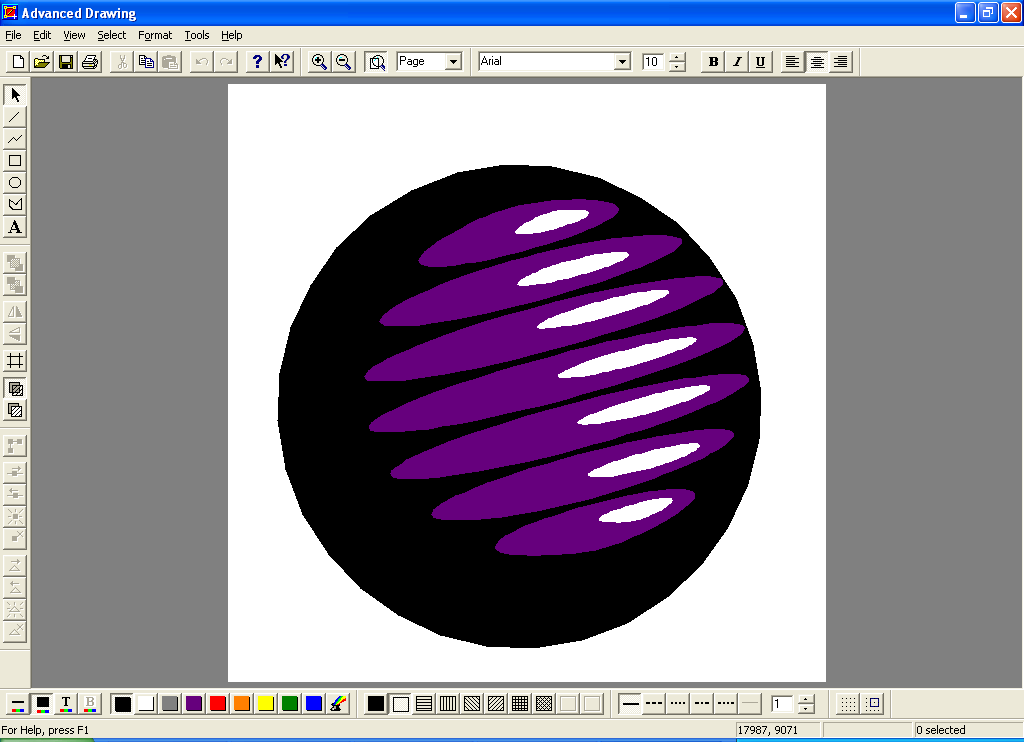 Advanced Drawing
File Edit View Select Format Tools Help
Page Arial 10 B I U
A
T B 1
For Help, press F1 17987, 9071 0 selected